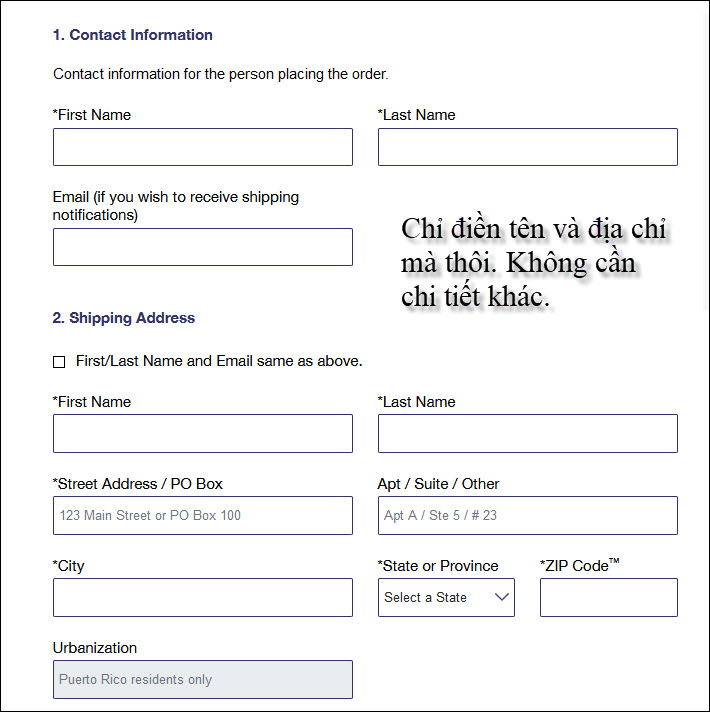 1. Contact Information
Contact information for the person placing the order.
*First Name
*Last Name
Email (if you wish to receive shipping
notifications)
Chỉ điền tên và địa chỉ
mà thôi. Không cần
chi tiết khác.
2. Shipping Address
First/Last Name and Email same as above.
*First Name
*Last Name
*Street Address / PO Box
Apt / Suite / Other
123 Main Street or PO Box 100
Apt A / Ste 5 / # 23
*City
*State or Province
*ZIP Code™
Select a State
Urbanization
Puerto Rico residents only